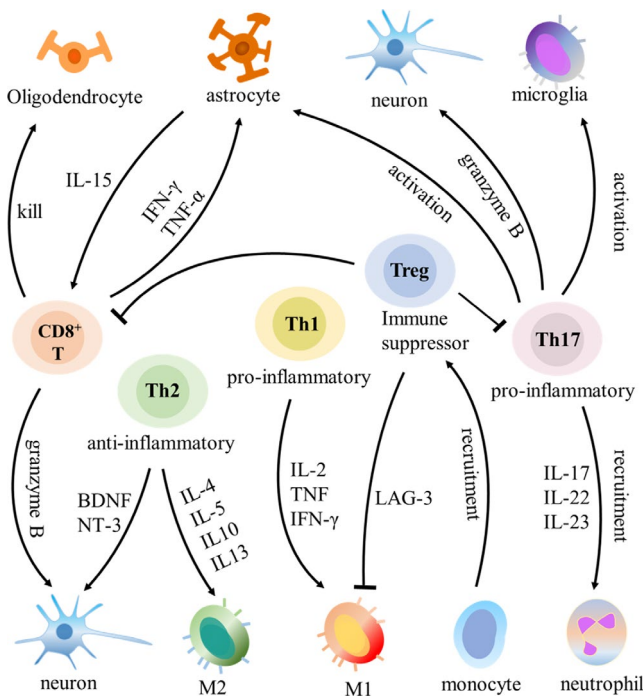 Oligodendrocyte
astrocyte
neuron
microglia
kill
IL-15
IFN-γ
TNF-α
activation
granzyme B
activation
CD8⁺
T
Th2
anti-inflammatory
Th1
pro-inflammatory
Treg
Immune
suppressor
Th17
pro-inflammatory
granzyme B
BDNF
NT-3
IL-4
IL-5
IL10
IL13
IL-2
TNF
IFN-γ
LAG-3
recruitment
IL-17
IL-22
IL-23
recruitment
neuron
M2
M1
monocyte
neutrophil